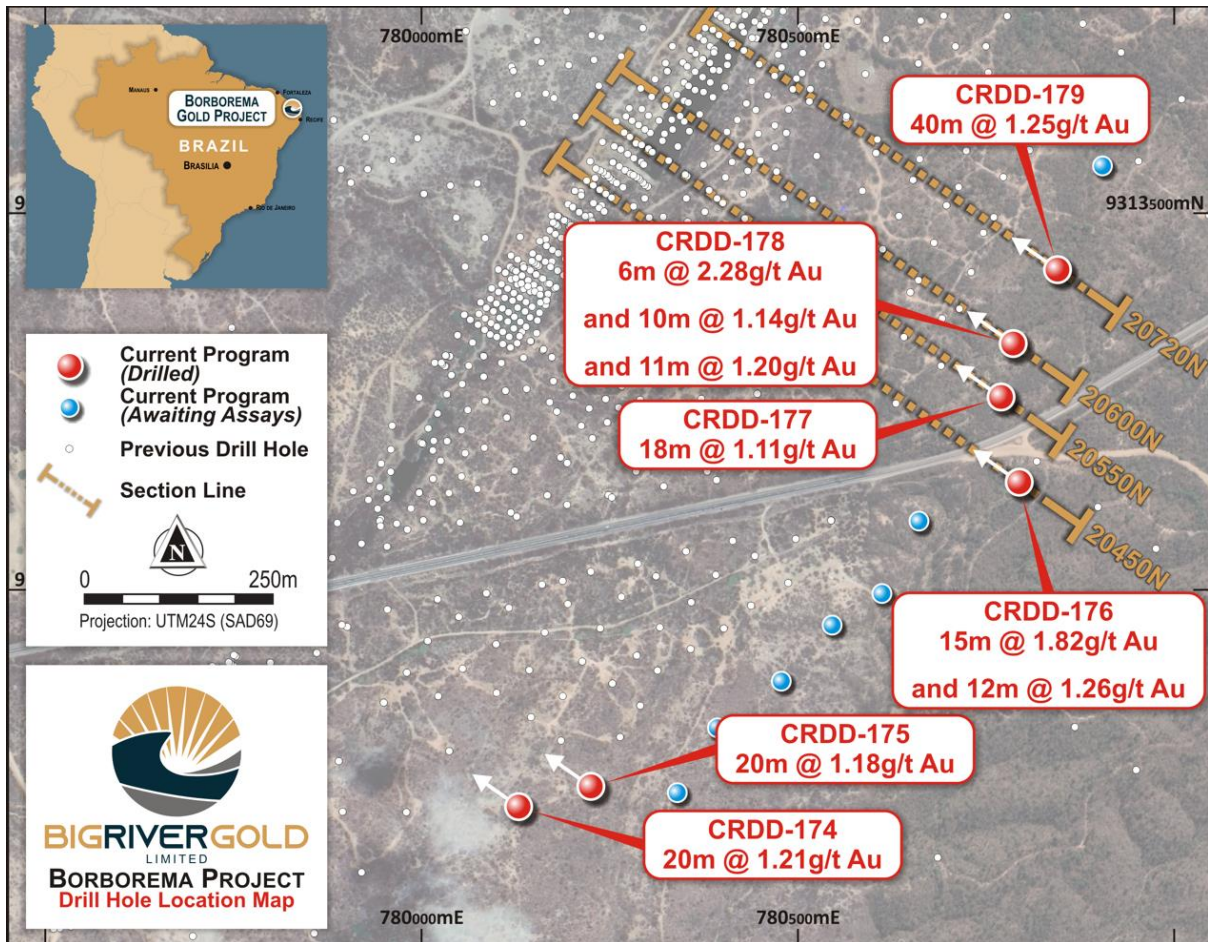 780000mE
780500mE
MANAUS
FORTALEZA
BORBOREMA
GOLD PROJECT
RECIFE
BRAZIL
BRASILIA
RIO DE JANEIRO
CRDD-179
40m @ 1.25g/t Au
9313500mN
9
CRDD-178
6m @ 2.28g/t Au
and 10m @ 1.14g/t Au
and 11m @ 1.20g/t Au
20720N
20600N
20550N
20450N
CRDD-177
18m @ 1.11g/t Au
Current Program
(Drilled)
Current Program
(Awaiting Assays)
Previous Drill Hole
Section Line
N
0 250m
Projection: UTM24S (SAD69)
9
CRDD-176
15m @ 1.82g/t Au
and 12m @ 1.26g/t Au
CRDD-175
20m @ 1.18g/t Au
CRDD-174
20m @ 1.21g/t Au
BIGRIVERGOLD
LIMITED
BORBOREMA PROJECT
Drill Hole Location Map
780000mE
780500mE